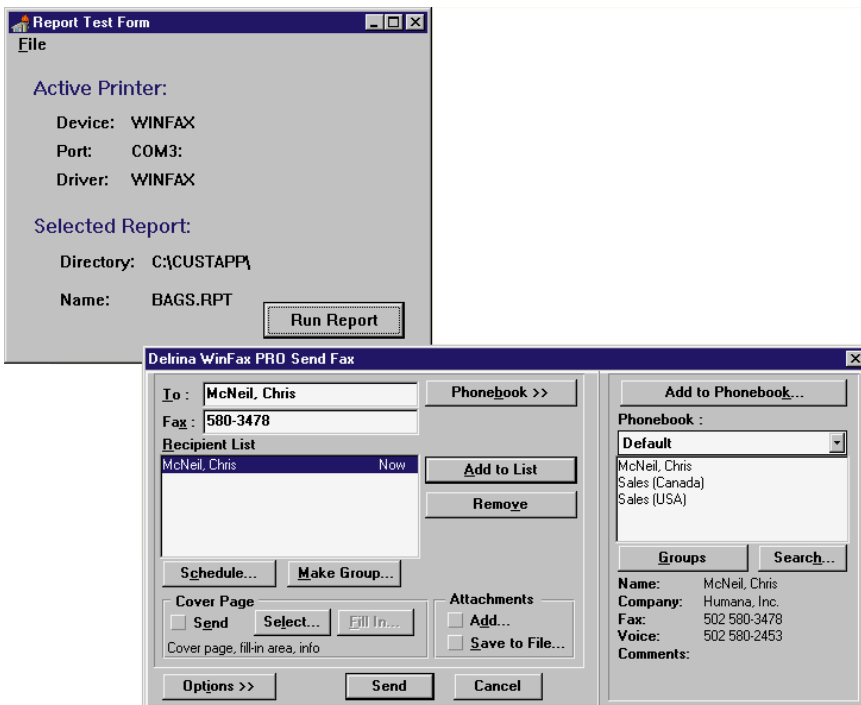 Report Test Form
File
Active Printer:
Device: WINFAX
Port: COM3:
Driver: WINFAX
Selected Report:
Directory: C:\CUSTAPP\
Name: BAGS.RPT
Run Report
Delrina WinFax PRO Send Fax
To : McNeil, Chris
Fax : 580-3478
Recipient List
McNeil, Chris Now
Phonebook >>
Add to List
Remove
Schedule... Make Group...
Cover Page
Send Select... Fill In...
Cover page, fill-in area, info
Attachments
Add...
Save to File...
Options >> Send Cancel
Add to Phonebook...
Phonebook :
Default
McNeil, Chris
Sales (Canada)
Sales (USA)
Groups Search...
Name: McNeil, Chris
Company: Humana, Inc.
Fax: 502 580-3478
Voice: 502 580-2453
Comments: